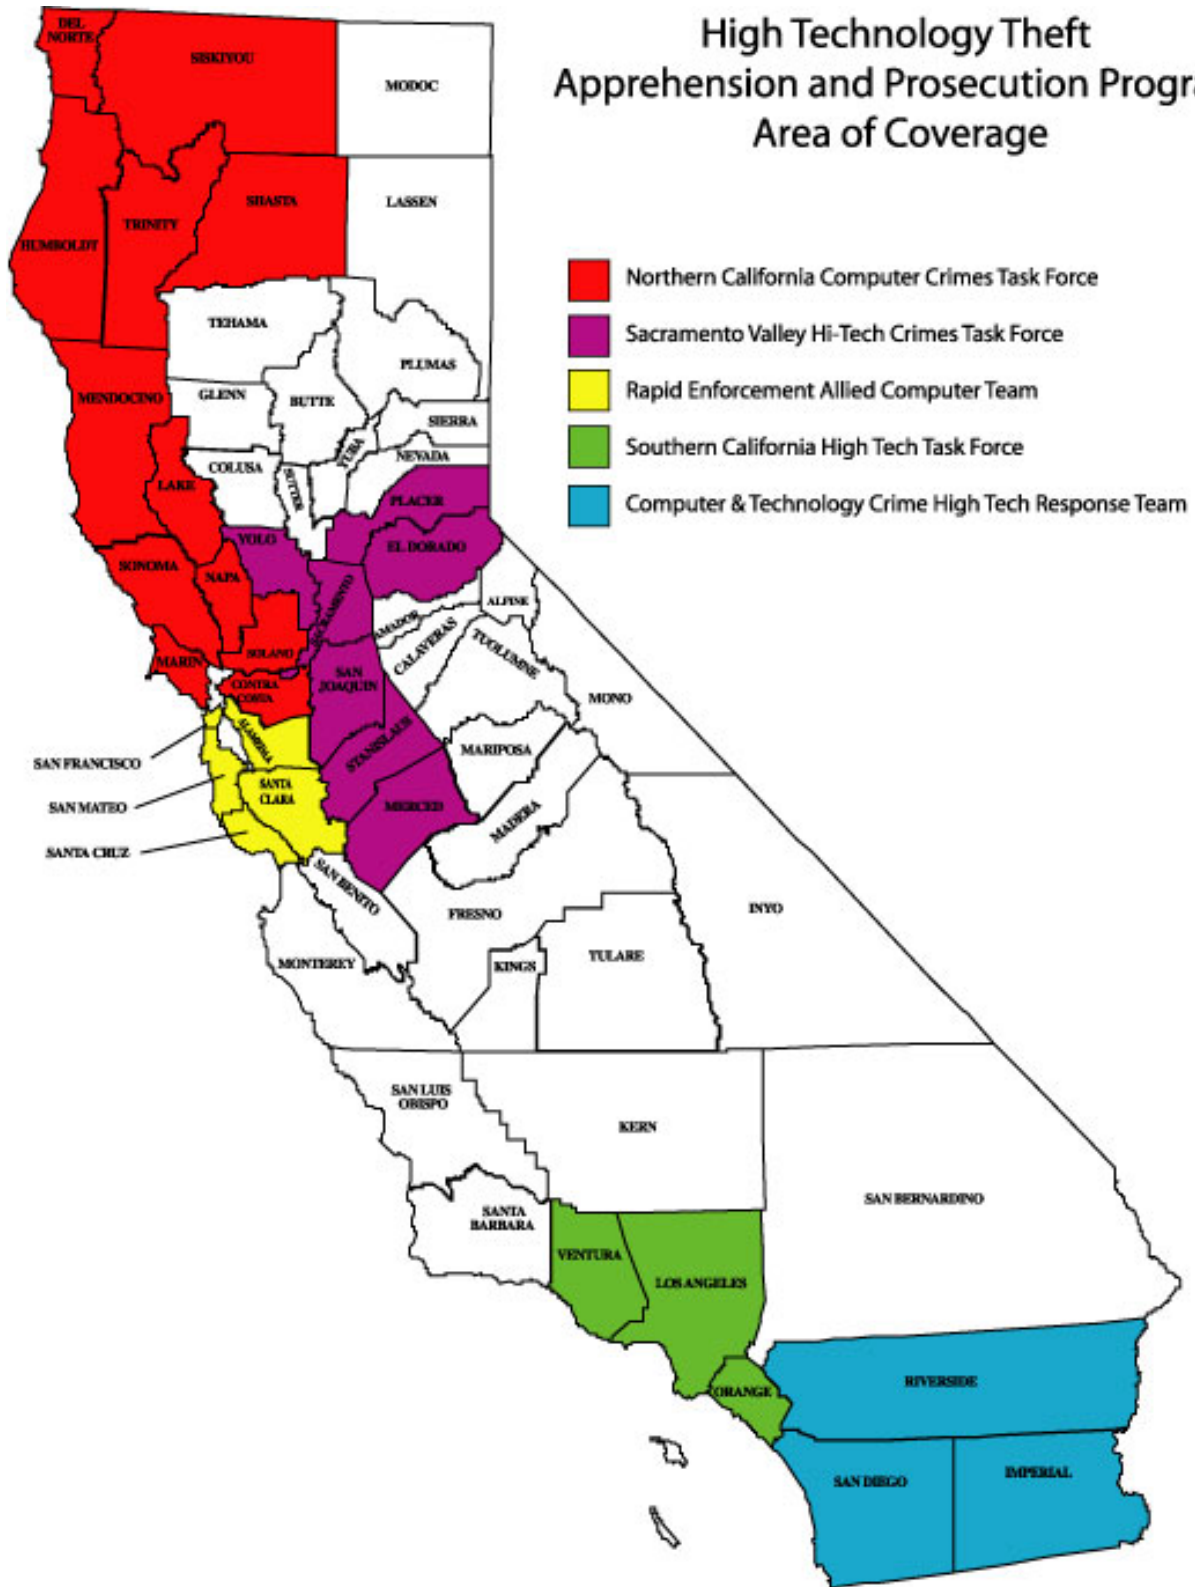 High Technology Theft
Apprehension and Prosecution Progra
Area of Coverage
Northern California Computer Crimes Task Force
Sacramento Valley Hi-Tech Crimes Task Force
Rapid Enforcement Allied Computer Team
Southern California High Tech Task Force
Computer & Technology Crime High Tech Response Team
DEL
NORTE
SISKIYOU
MODOC
HUMBOLDT
TRINITY
SHASTA
LASSEN
TEHAMA
PLUMAS
MENDOCINO
GLENN
BUTTE
SIERRA
YUBA
NEVADA
COLUSA
SUTTER
LAKE
PLACER
YOLO
EL DORADO
SONOMA
NAPA
SACRAMENTO
ALPINE
AMADOR
CALAVERAS
TUOLUMNE
SOLANO
MARIN
CONTRA
COSTA
SAN
JOAQUIN
MONO
ALAMEDA
STANISLAUS
MARIPOSA
SAN FRANCISCO
SANTA
CLARA
SAN MATEO
MERCED
MADERA
SANTA CRUZ
SAN BENITO
FRESNO
INYO
MONTEREY
KINGS
TULARE
SAN LUIS
OBISPO
KERN
SAN BERNARDINO
SANTA
BARBARA
VENTURA
LOS ANGELES
ORANGE
RIVERSIDE
SAN DIEGO
IMPERIAL